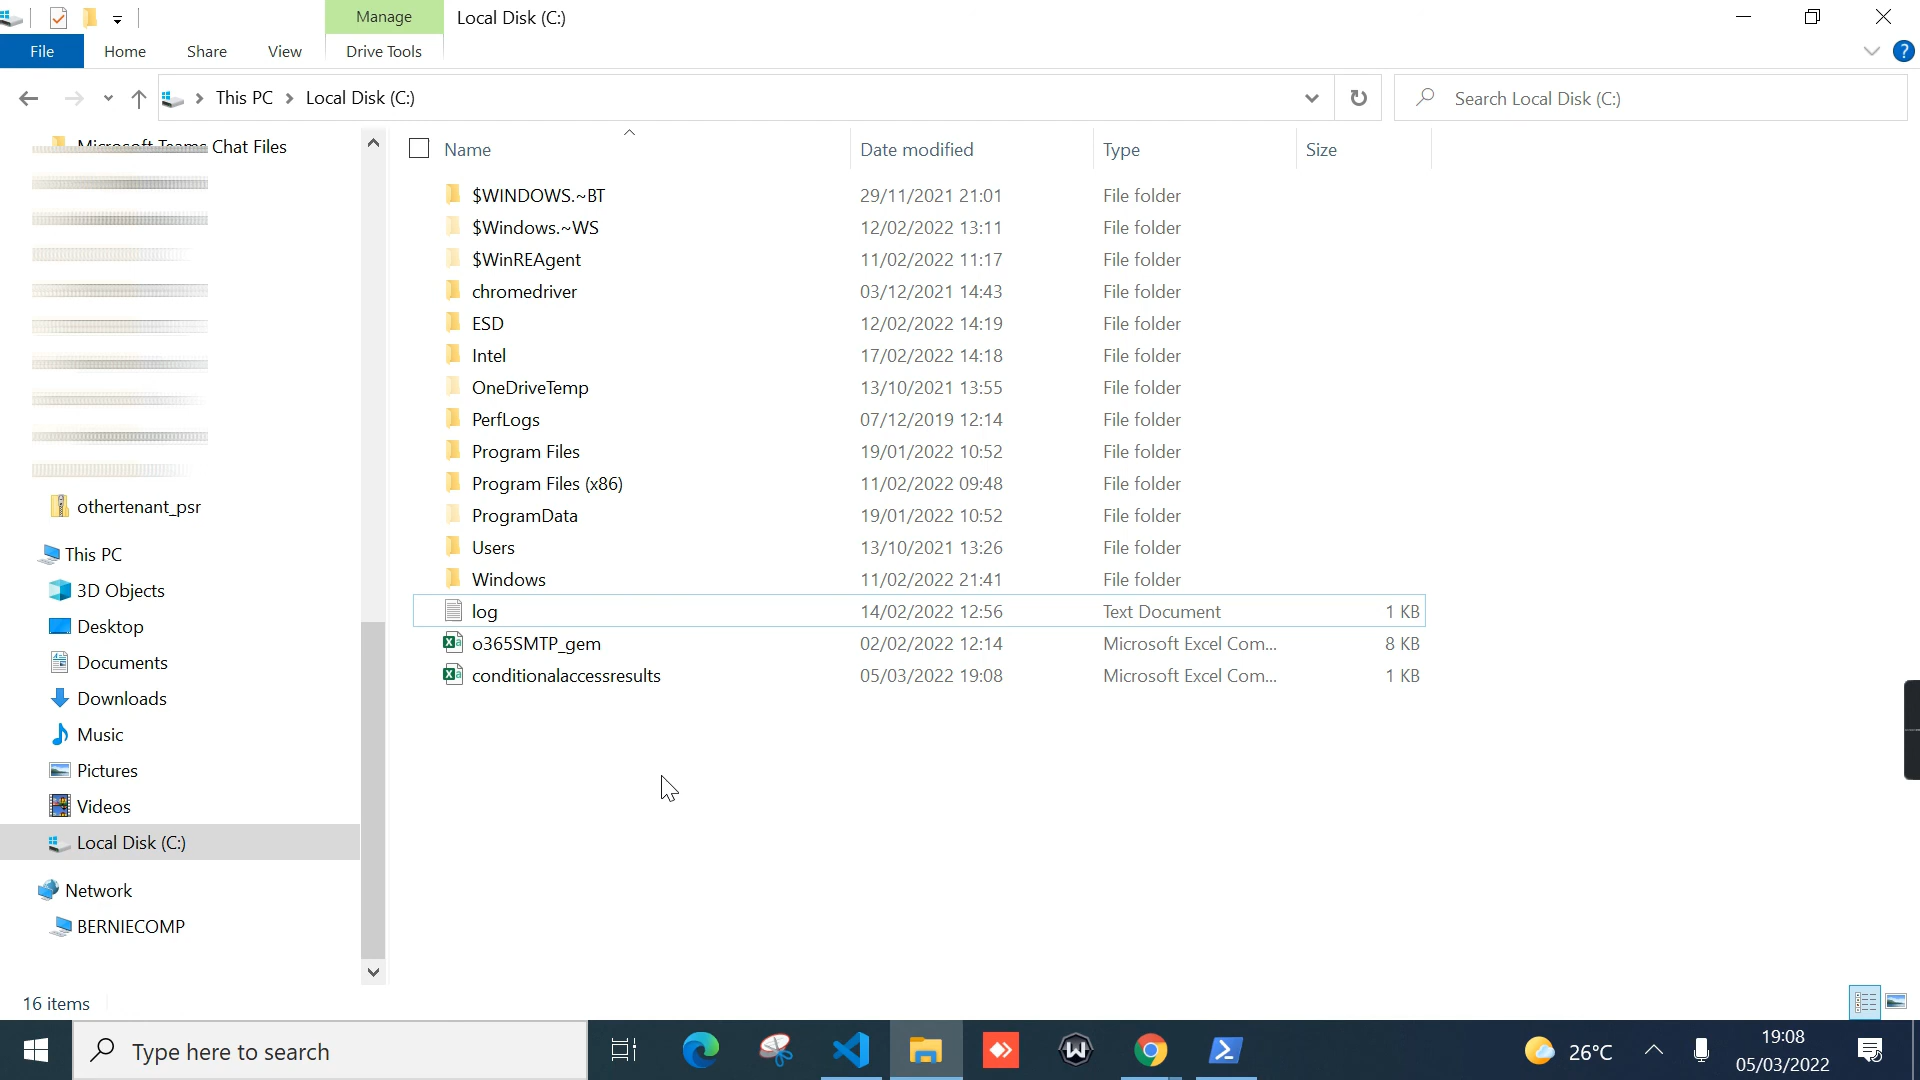 Manage
Local Disk (C:)
File
Home
Share
View
Drive Tools
This PC
Local Disk (C:)
Search Local Disk (C:)
Microsoft Teams Chat Files
othertenant_psr
This PC
3D Objects
Desktop
Documents
Downloads
Music
Pictures
Videos
Local Disk (C:)
Network
BERNIECOMP
Name Date modified Type Size
$WINDOWS.~BT 29/11/2021 21:01 File folder
$Windows.~WS 12/02/2022 13:11 File folder
$WinREAgent 11/02/2022 11:17 File folder
chromedriver 03/12/2021 14:43 File folder
ESD 12/02/2022 14:19 File folder
Intel 17/02/2022 14:18 File folder
OneDriveTemp 13/10/2021 13:55 File folder
PerfLogs 07/12/2019 12:14 File folder
Program Files 19/01/2022 10:52 File folder
Program Files (x86) 11/02/2022 09:48 File folder
ProgramData 19/01/2022 10:52 File folder
Users 13/10/2021 13:26 File folder
Windows 11/02/2022 21:41 File folder
log 14/02/2022 12:56 Text Document 1 KB
o365SMTP_gem 02/02/2022 12:14 Microsoft Excel Com... 8 KB
conditionalaccessresults 05/03/2022 19:08 Microsoft Excel Com... 1 KB
16 items
Type here to search
26°C
19:08
05/03/2022